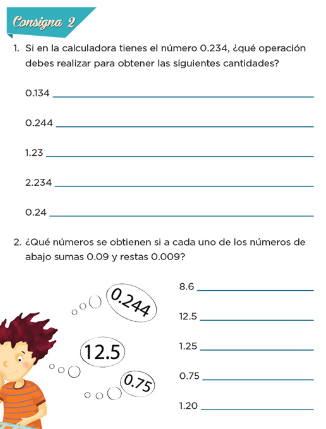 Consigna 2
1. Si en la calculadora tienes el número 0.234, ¿qué operación
debes realizar para obtener las siguientes cantidades?
0.134
0.244
1.23
2.234
0.24
2. ¿Qué números se obtienen si a cada uno de los números de
abajo sumas 0.09 y restas 0.009?
0.244
12.5
0.75
8.6
12.5
1.25
0.75
1.20